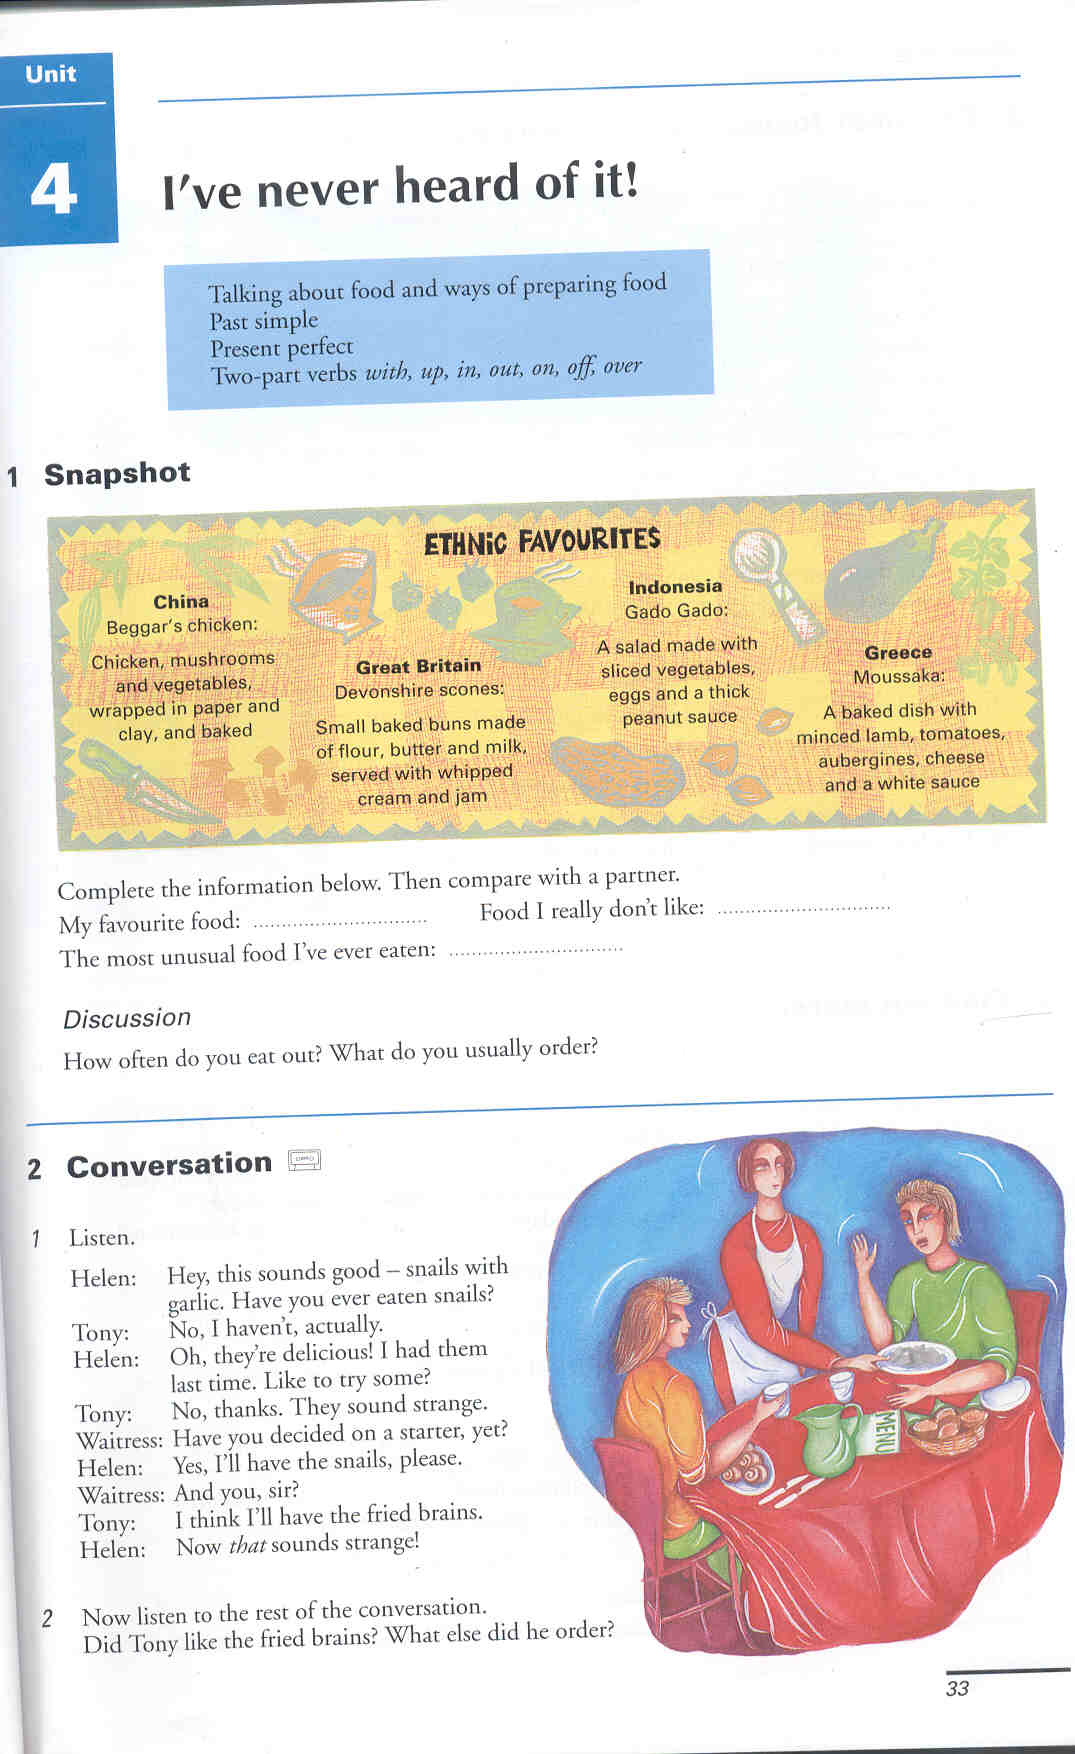 Unit
4
I've never heard of it!
Talking about food and ways of preparing food
Past simple
Present perfect
Two-part verbs with, up, in, out, on, off, over
1 Snapshot
ETHNiC FAVOURITES
China
Beggar's chicken:
Chicken, mushrooms
and vegetables,
wrapped in paper and
clay, and baked
Great Britain
Devonshire scones:
Small baked buns made
of flour, butter and milk,
served with whipped
cream and jam
Indonesia
Gado Gado:
A salad made with
sliced vegetables,
eggs and a thick
peanut sauce
Greece
Moussaka:
A baked dish with
minced lamb, tomatoes,
aubergines, cheese
and a white sauce
Complete the information below. Then compare with a partner.
My favourite food: .............................. Food I really don't like: ..............................
The most unusual food I've ever eaten: ..............................
Discussion
How often do you eat out? What do you usually order?
2 Conversation
1 Listen.
Helen: Hey, this sounds good – snails with
garlic. Have you ever eaten snails?
Tony: No, I haven't, actually.
Helen: Oh, they're delicious! I had them
last time. Like to try some?
Tony: No, thanks. They sound strange.
Waitress: Have you decided on a starter, yet?
Helen: Yes, I'll have the snails, please.
Waitress: And you, sir?
Tony: I think I'll have the fried brains.
Helen: Now that sounds strange!
MENU
2 Now listen to the rest of the conversation.
Did Tony like the fried brains? What else did he order?
33